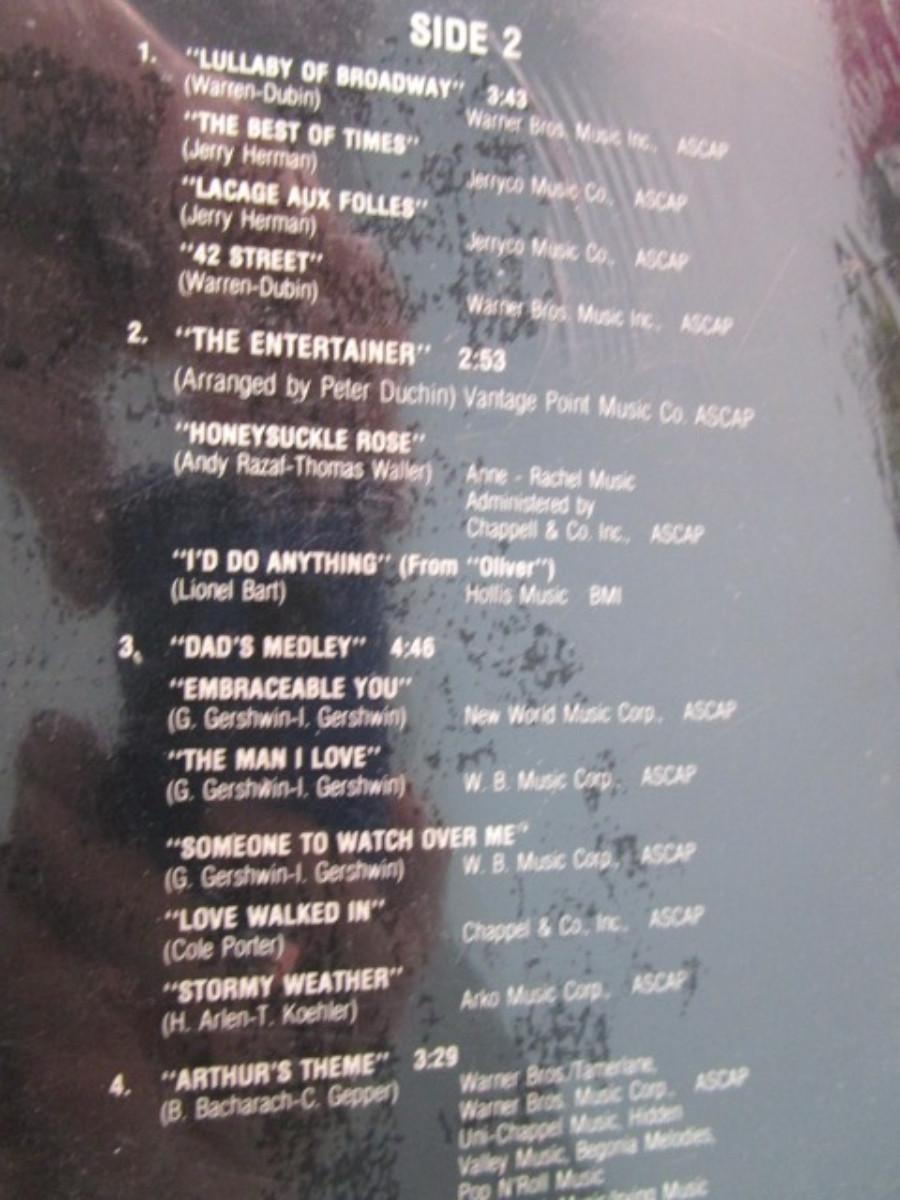 SIDE 2
1. "LULLABY OF BROADWAY" 3:43
(Warren-Dubin) Warner Bros. Music Inc., ASCAP
"THE BEST OF TIMES"
(Jerry Herman) Jerryco Music Co., ASCAP
"LACAGE AUX FOLLES"
(Jerry Herman) Jerryco Music Co., ASCAP
"42 STREET"
(Warren-Dubin) Warner Bros. Music Inc., ASCAP
2. "THE ENTERTAINER" 2:53
(Arranged by Peter Duchin) Vantage Point Music Co. ASCAP
"HONEYSUCKLE ROSE"
(Andy Razaf-Thomas Waller) Anne - Rachel Music
Administered by
Chappell & Co. Inc., ASCAP
"I'D DO ANYTHING" (From "Oliver")
(Lionel Bart) Hollis Music BMI
3. "DAD'S MEDLEY" 4:46
"EMBRACEABLE YOU"
(G. Gershwin-I. Gershwin) New World Music Corp., ASCAP
"THE MAN I LOVE"
(G. Gershwin-I. Gershwin) W. B. Music Corp., ASCAP
"SOMEONE TO WATCH OVER ME"
(G. Gershwin-I. Gershwin) W. B. Music Corp., ASCAP
"LOVE WALKED IN"
(Cole Porter) Chappel & Co., Inc., ASCAP
"STORMY WEATHER"
(H. Arlen-T. Koehler) Arko Music Corp., ASCAP
4. "ARTHUR'S THEME" 3:29
(B. Bacharach-C. Gepper) Warner Bros./Tamerlane,
Warner Bros. Music Corp., ASCAP
Uni-Chappel Music, Hidden
Valley Music, Begonia Melodies,
Pop N'Roll Music
Music